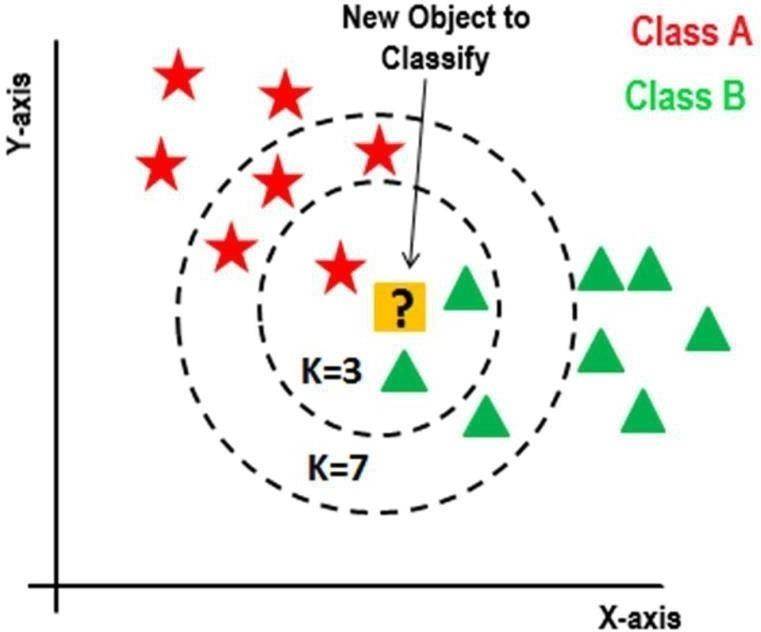 New Object to
Classify
Class A
Class B
Y-axis
?
K=3
K=7
X-axis